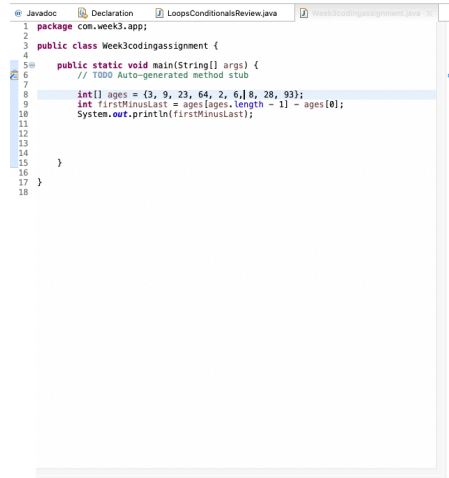 @ Javadoc Declaration LoopsConditionalsReview.java Week3codingassignment.java
1 package com.week3.app;
2
3 public class Week3codingassignment {
4
5 public static void main(String[] args) {
6 // TODO Auto-generated method stub
7
8 int[] ages = {3, 9, 23, 64, 2, 6, 8, 28, 93};
9 int firstMinusLast = ages[ages.length - 1] - ages[0];
10 System.out.println(firstMinusLast);
11
12
13
14
15 }
16
17 }
18